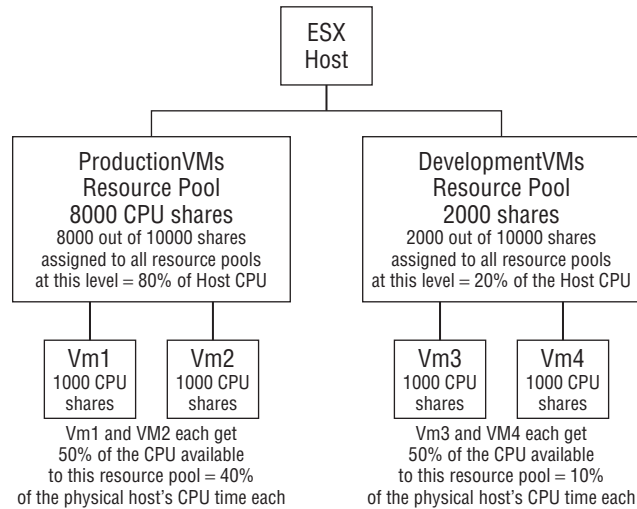 ESX
Host
ProductionVMs
Resource Pool
8000 CPU shares
8000 out of 10000 shares
assigned to all resource pools
at this level = 80% of Host CPU
DevelopmentVMs
Resource Pool
2000 shares
2000 out of 10000 shares
assigned to all resource pools
at this level = 20% of the Host CPU
Vm1
1000 CPU
shares
Vm2
1000 CPU
shares
Vm1 and VM2 each get
50% of the CPU available
to this resource pool = 40%
of the physical host's CPU time each
Vm3
1000 CPU
shares
Vm4
1000 CPU
shares
Vm3 and VM4 each get
50% of the CPU available
to this resource pool = 10%
of the physical host's CPU time each